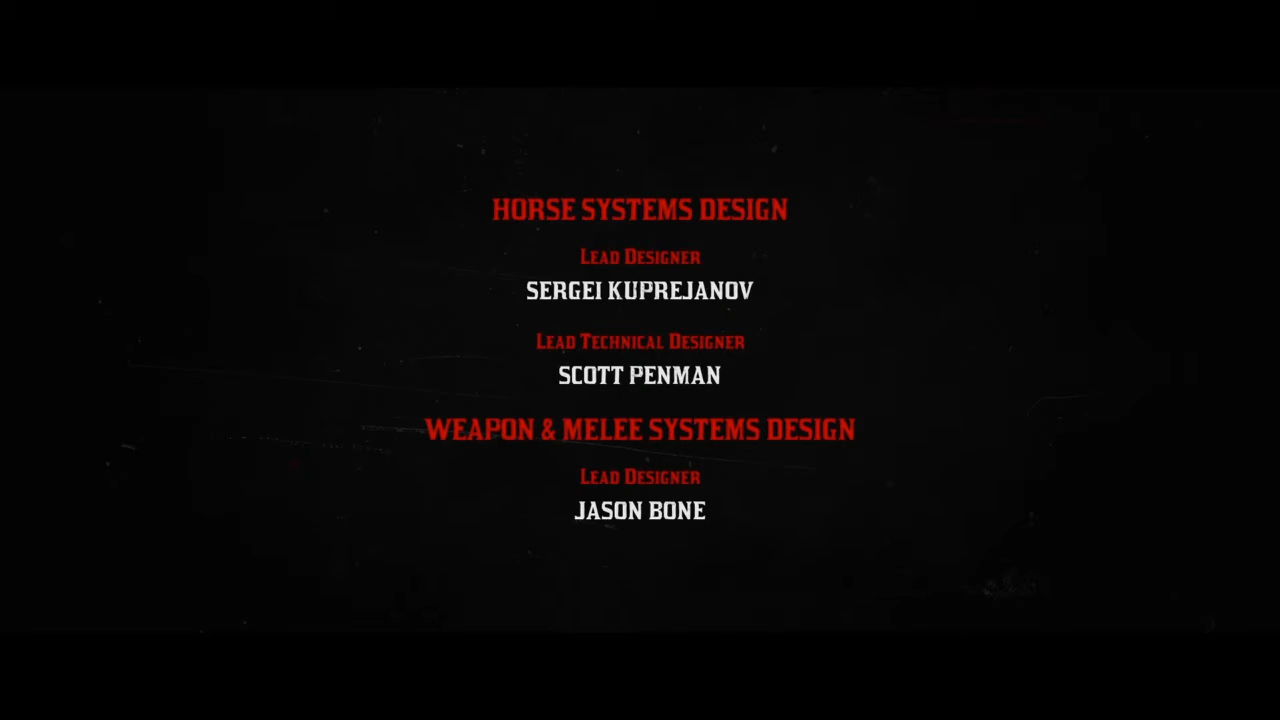 HORSE SYSTEMS DESIGN
LEAD DESIGNER
SERGEI KUPREJANOV
LEAD TECHNICAL DESIGNER
SCOTT PENMAN
WEAPON & MELEE SYSTEMS DESIGN
LEAD DESIGNER
JASON BONE